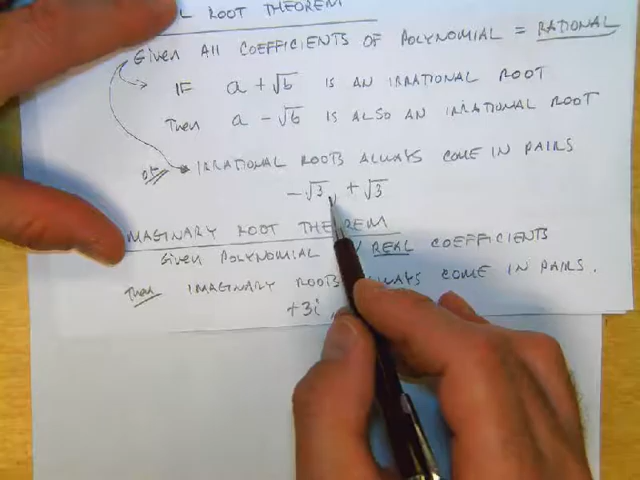 L ROOT THEOREM
Given All COEFFICIENTS OF POLYNOMIAL = RATIONAL
IF a + √b IS AN IRRATIONAL ROOT
Then a - √b IS ALSO AN IRRATIONAL ROOT
OR IRRATIONAL ROOTS ALWAYS COME IN PAIRS
-√3, +√3
MAGINARY ROOT THEOREM
Given POLYNOMIAL REAL COEFFICIENTS
Then IMAGINARY ROOTS ALWAYS COME IN PAIRS.
+3i